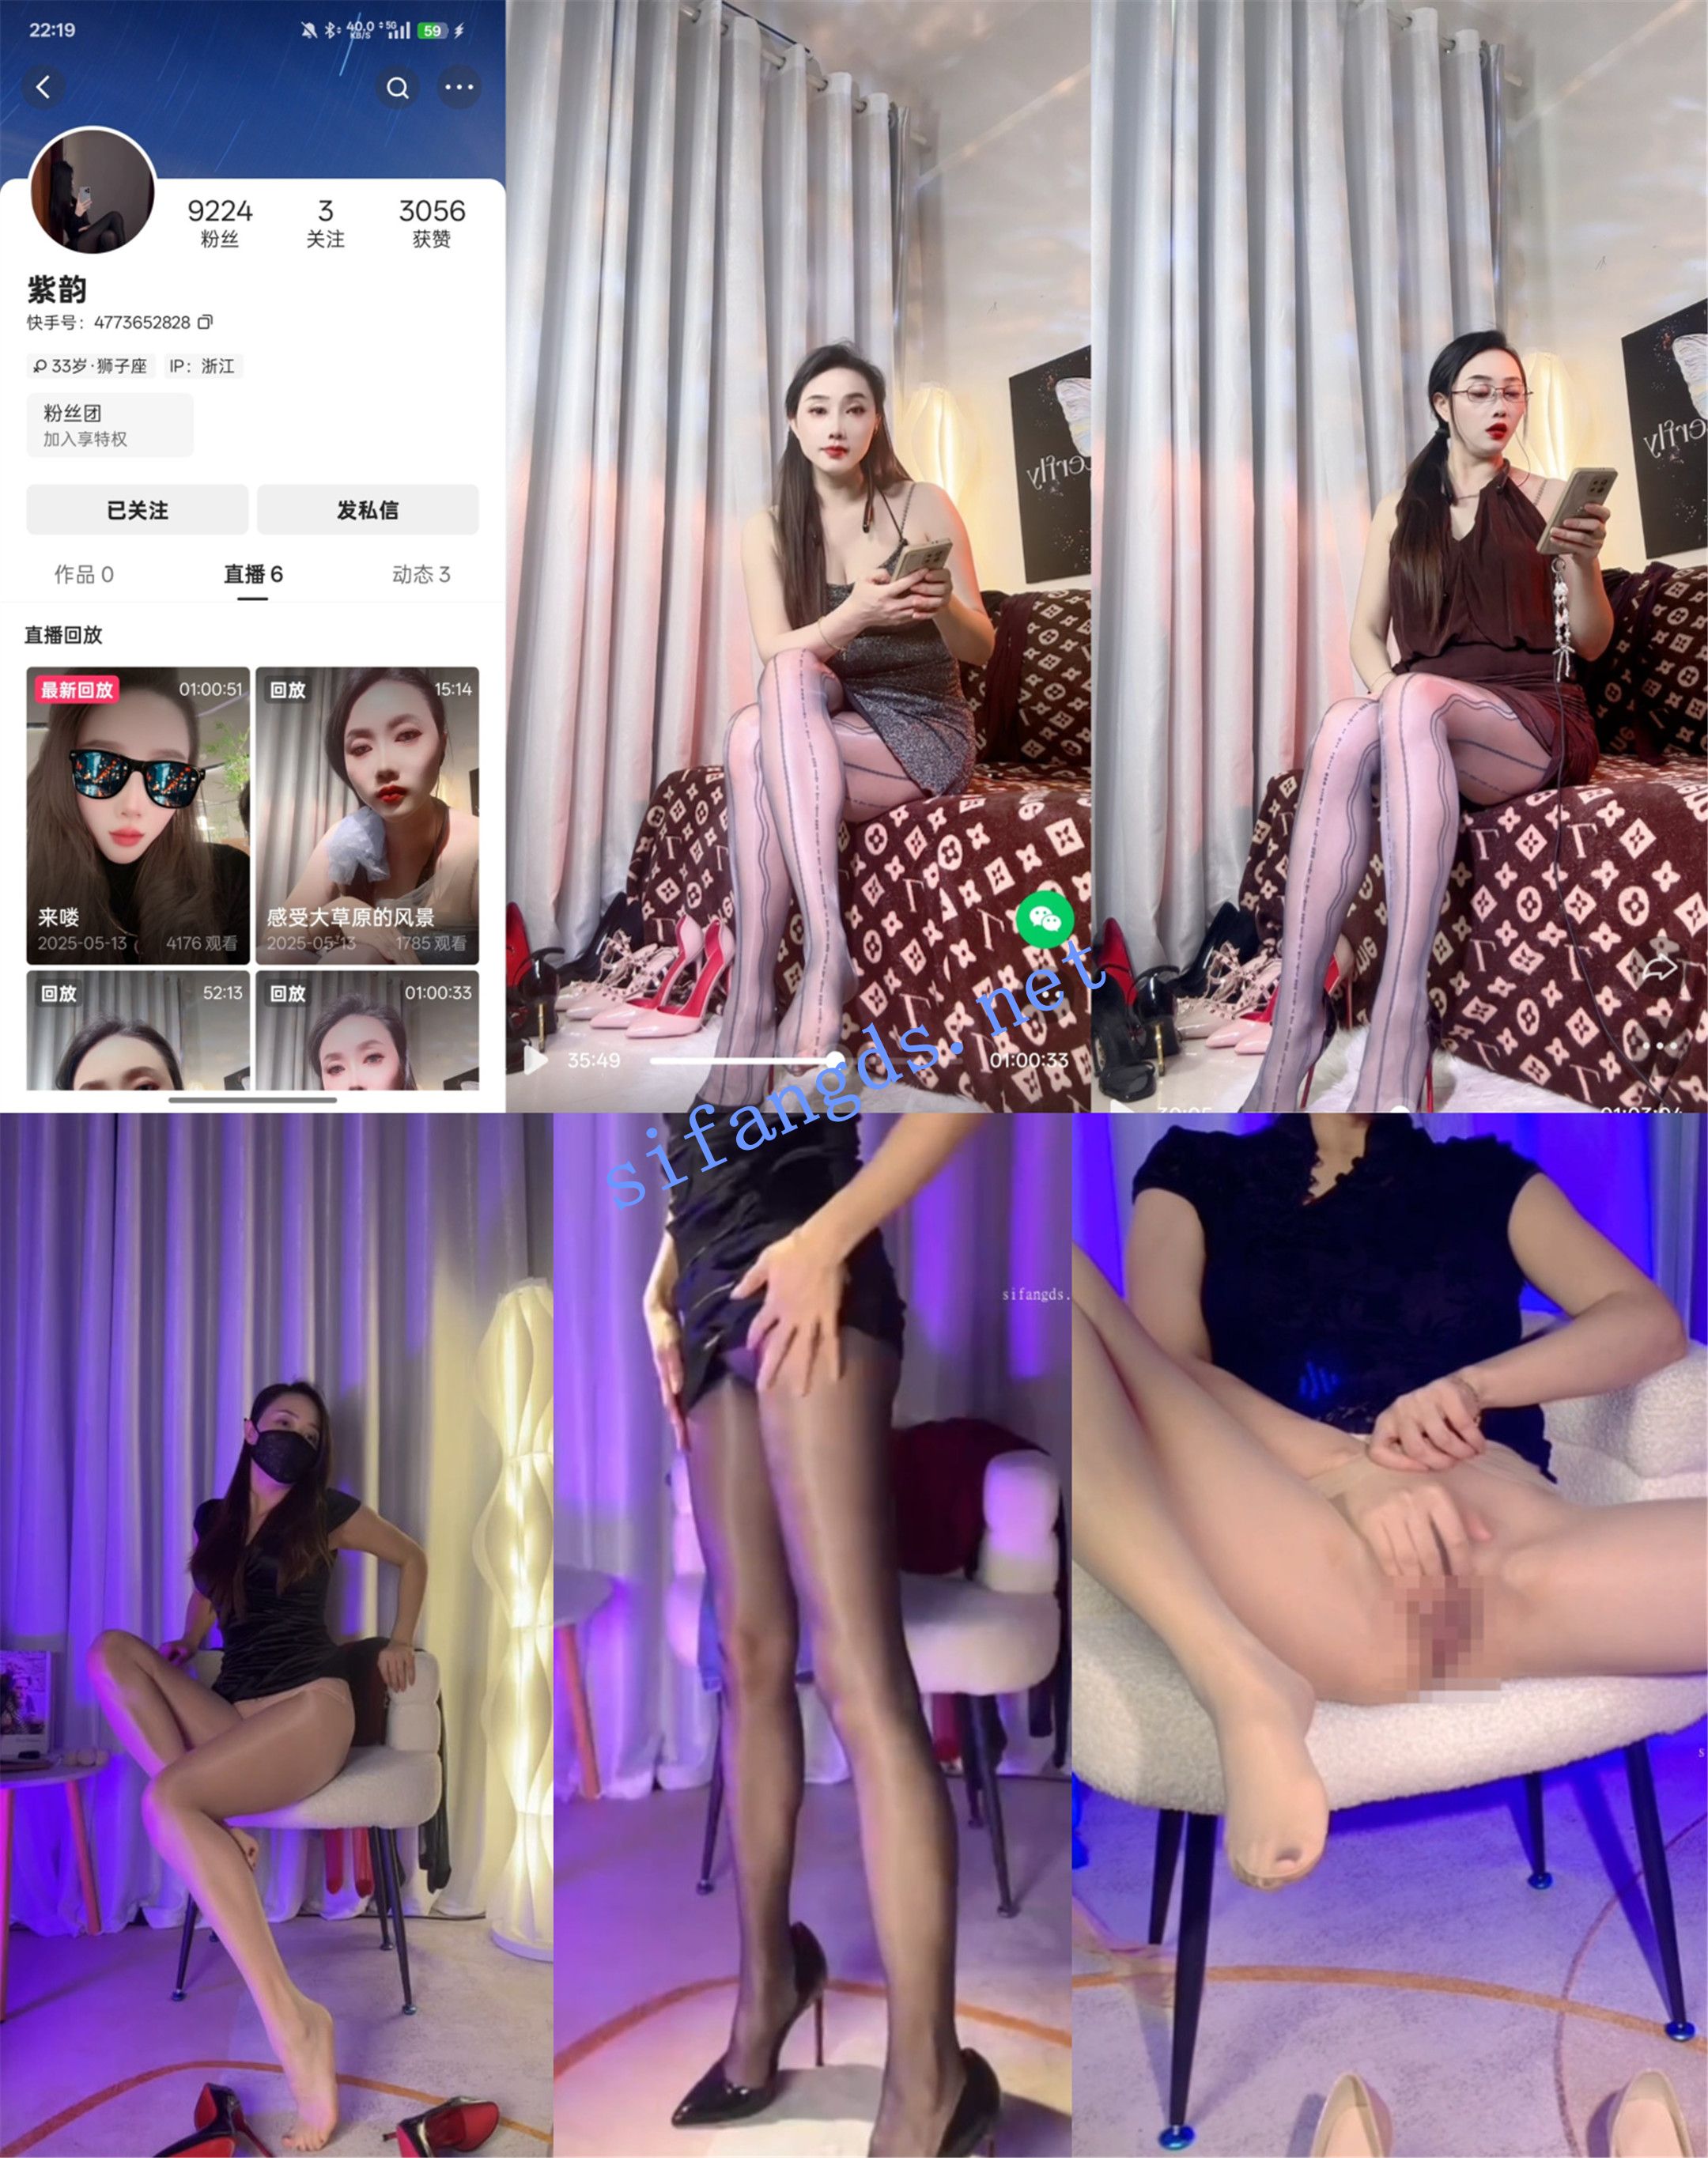 22:19
40.0 KB/S 5G 59
9224 3 3056
粉丝 关注 获赞
紫韵
快手号：4773652828
33岁·狮子座 IP：浙江
粉丝团
加入享特权
已关注 发私信
作品 0 直播 6 动态 3
直播回放
最新回放 01:00:51
来喽
2025-05-13 4176 观看
回放 15:14
感受大草原的风景
2025-05-13 1785 观看
回放 52:13
回放 01:00:33
35:49 01:00:33
sifangds.net
sifangds.